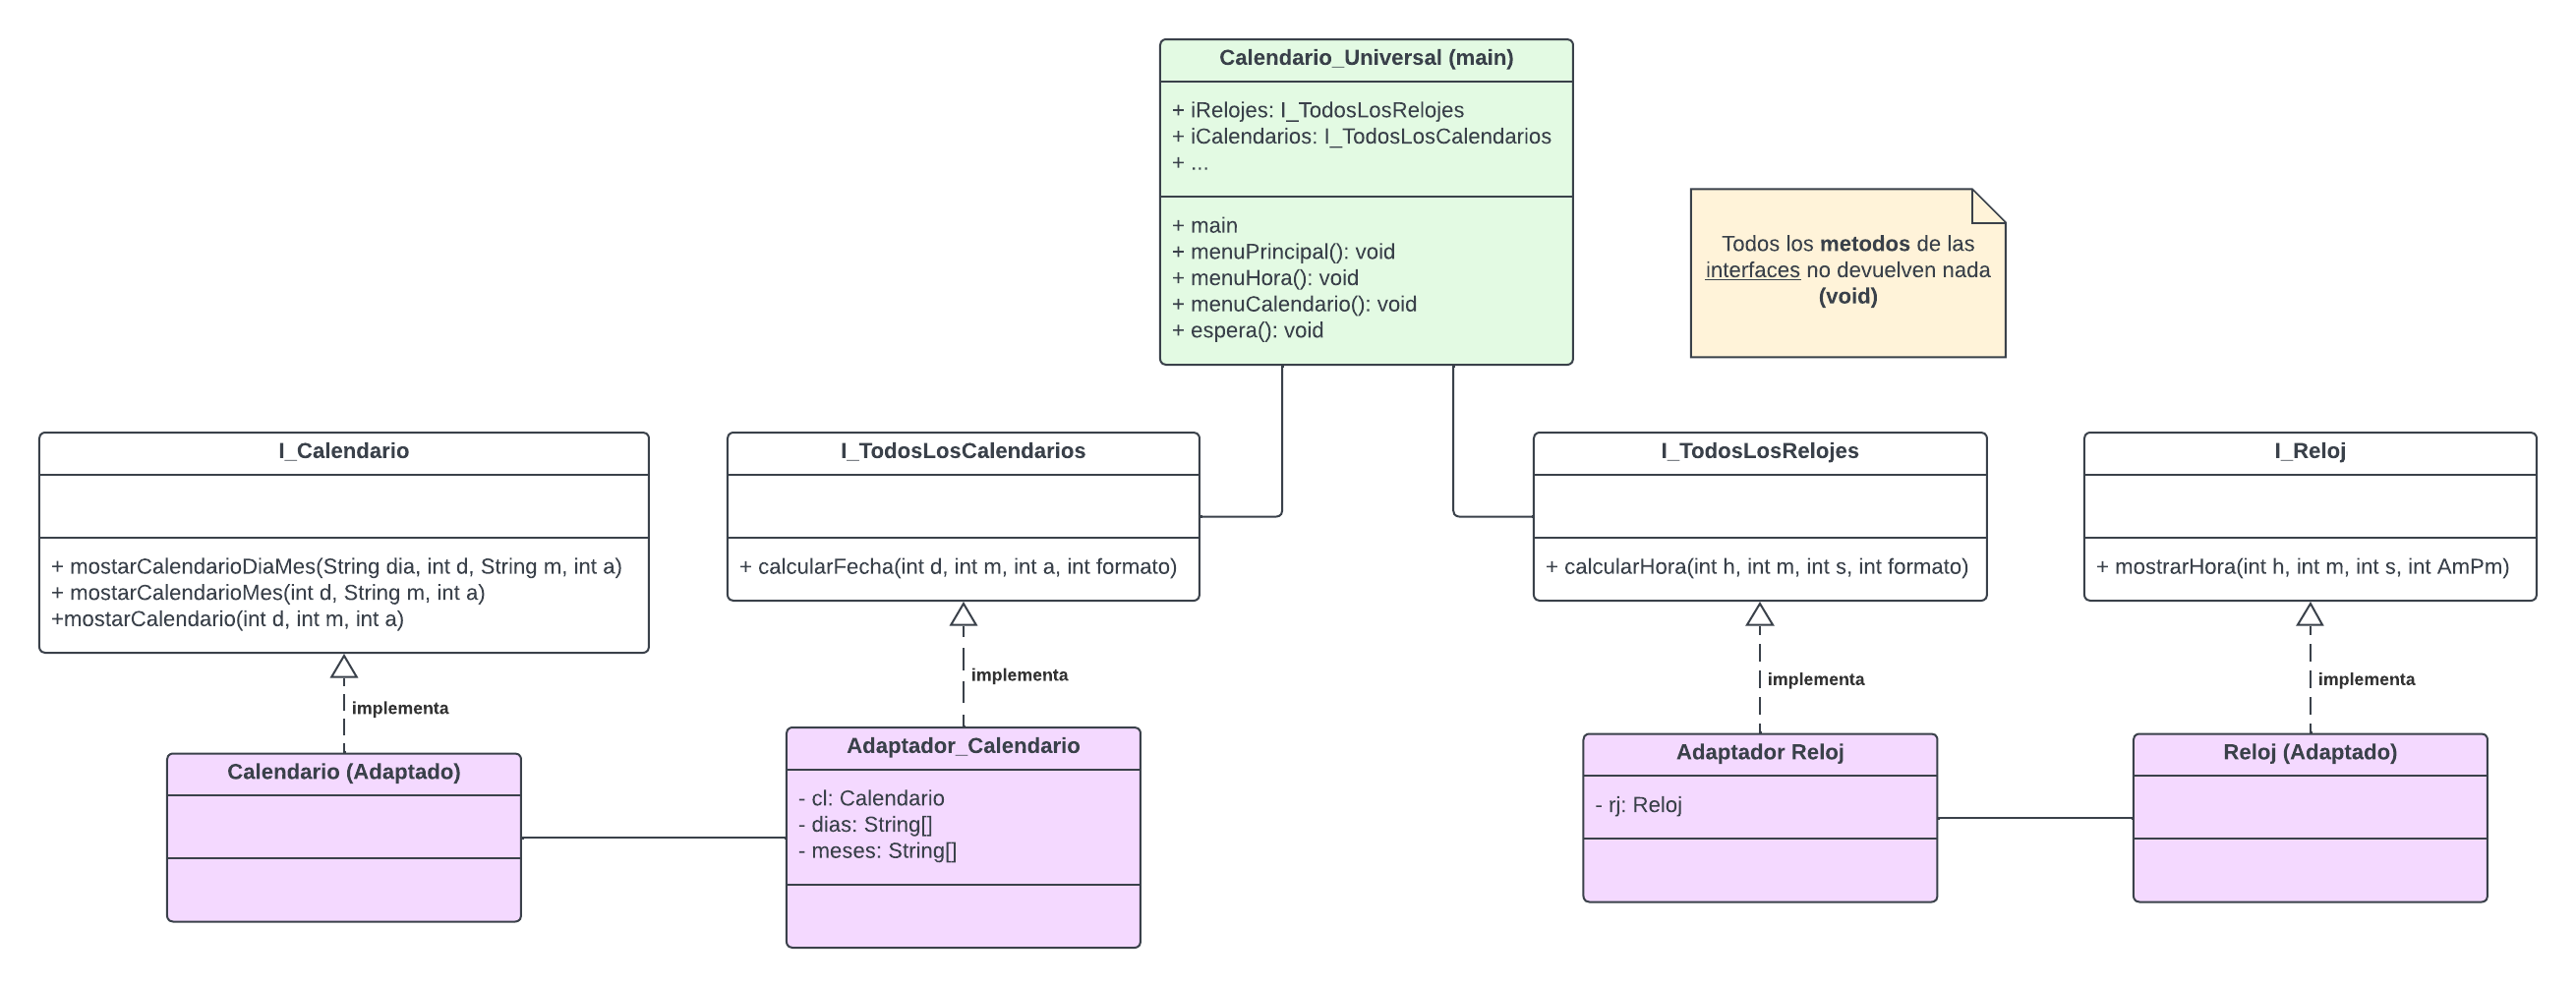 Calendario_Universal (main)
+ iRelojes: I_TodosLosRelojes
+ iCalendarios: I_TodosLosCalendarios
+ ...
+ main
+ menuPrincipal(): void
+ menuHora(): void
+ menuCalendario(): void
+ espera(): void
Todos los metodos de las
interfaces no devuelven nada
(void)
I_Calendario
+ mostarCalendarioDiaMes(String dia, int d, String m, int a)
+ mostarCalendarioMes(int d, String m, int a)
+mostarCalendario(int d, int m, int a)
I_TodosLosCalendarios
+ calcularFecha(int d, int m, int a, int formato)
I_TodosLosRelojes
+ calcularHora(int h, int m, int s, int formato)
I_Reloj
+ mostrarHora(int h, int m, int s, int AmPm)
implementa
implementa
implementa
implementa
Calendario (Adaptado)
Adaptador_Calendario
- cl: Calendario
- dias: String[]
- meses: String[]
Adaptador Reloj
- rj: Reloj
Reloj (Adaptado)